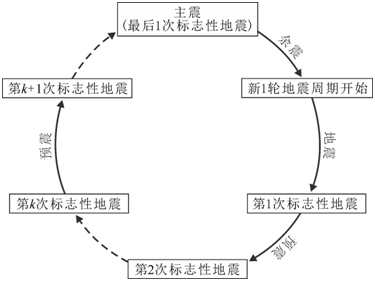 主震
(最后1次标志性地震)
余震
新1轮地震周期开始
地震
第1次标志性地震
预震
第2次标志性地震
第k次标志性地震
预震
第k+1次标志性地震